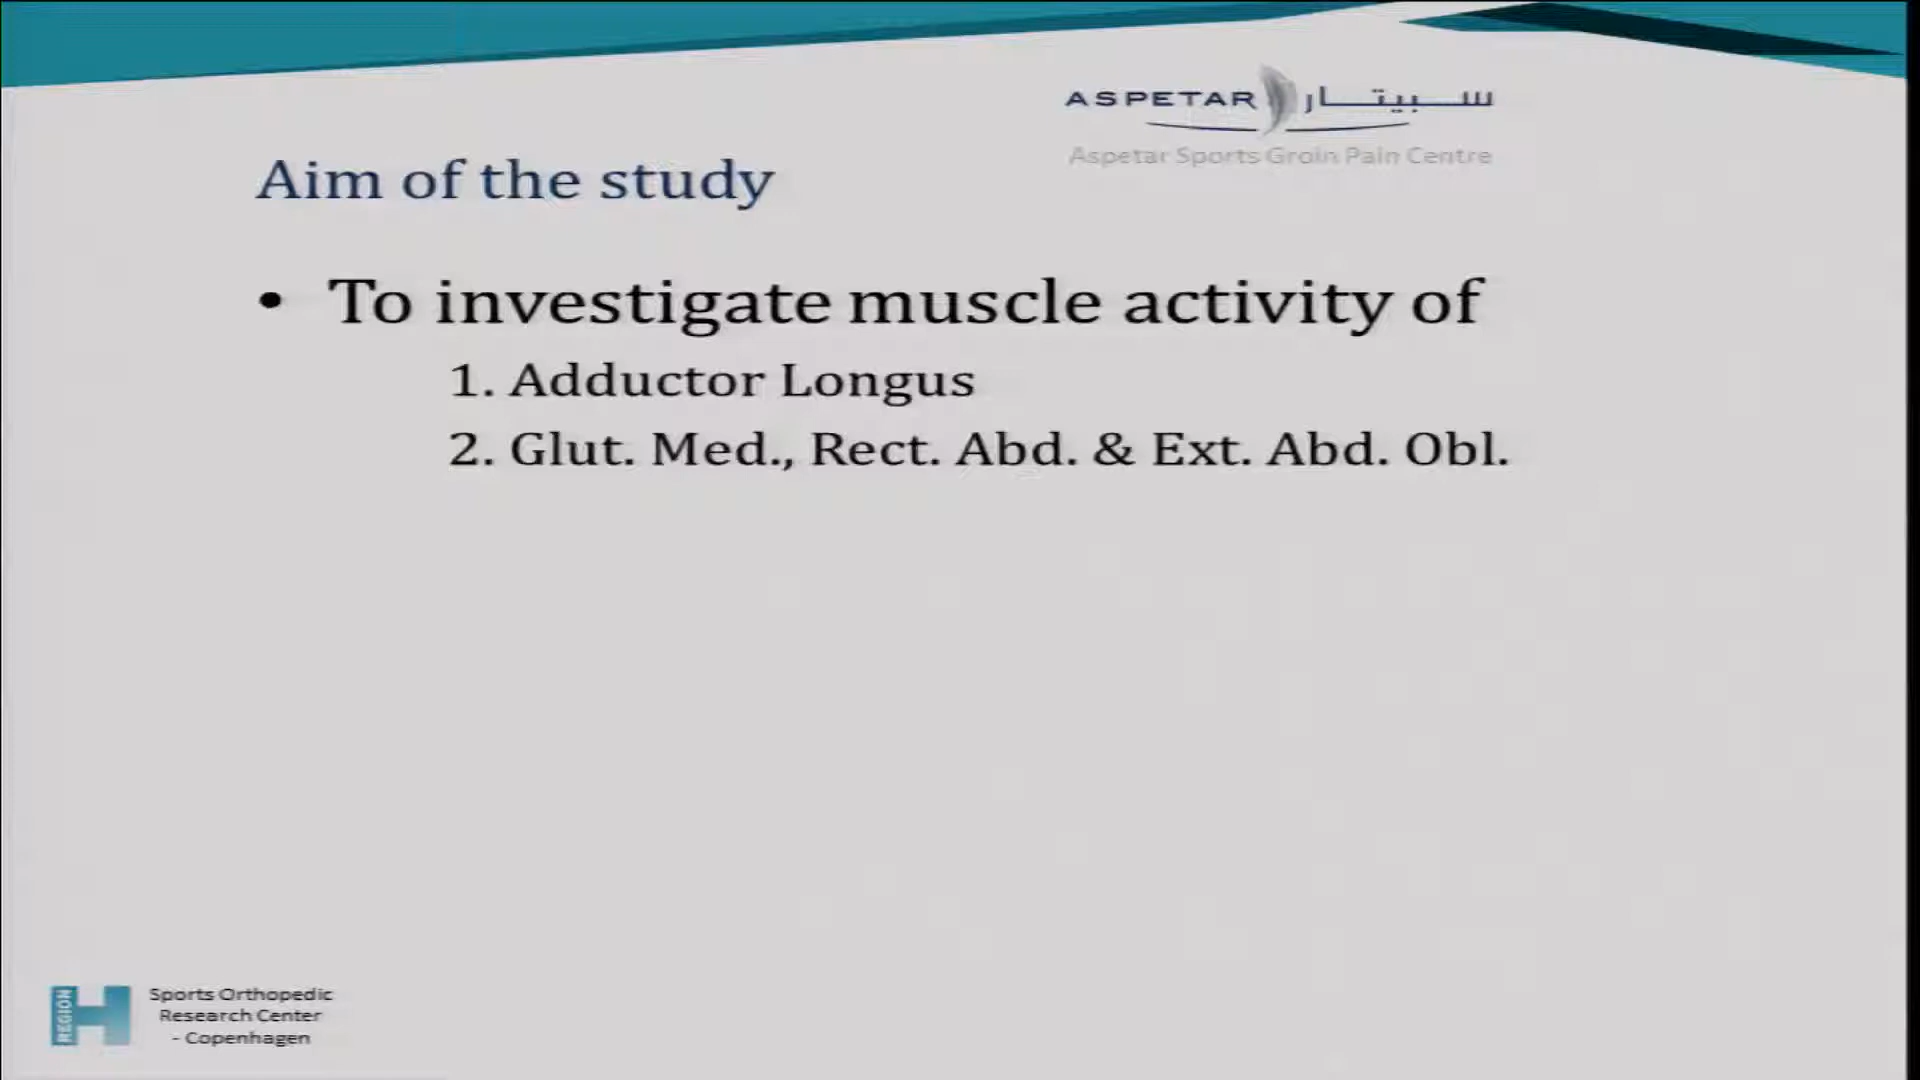 ASPETAR سبيتار
Aspetar Sports Groin Pain Centre
Aim of the study
• To investigate muscle activity of
1. Adductor Longus
2. Glut. Med., Rect. Abd. & Ext. Abd. Obl.
REGION H
Sports Orthopedic
Research Center
- Copenhagen